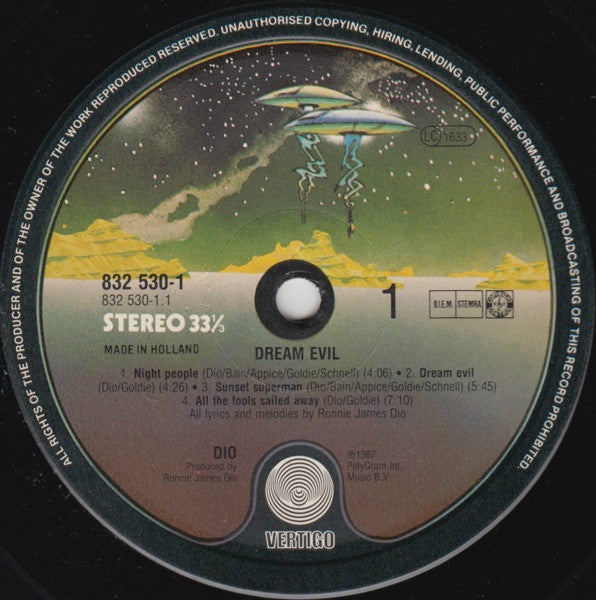 ALL RIGHTS OF THE PRODUCER AND OF THE OWNER OF THE WORK REPRODUCED RESERVED. UNAUTHORISED COPYING, HIRING, LENDING, PUBLIC PERFORMANCE AND BROADCASTING OF THIS RECORD PROHIBITED.
LC 1633
832 530-1
832 530-1.1
STEREO 33⅓
MADE IN HOLLAND
1
B.I.E.M. STEMRA
DREAM EVIL
1. Night people (Dio/Bain/Appice/Goldie/Schnell) (4.06) • 2. Dream evil
(Dio/Goldie) (4.26) • 3. Sunset superman (Dio/Bain/Appice/Goldie/Schnell) (5:45)
4. All the fools sailed away (Dio/Goldie) (7:10)
All lyrics and melodies by Ronnie James Dio
DIO
Produced by
Ronnie James Dio
℗1987
PolyGram Int.
Music B.V.
VERTIGO